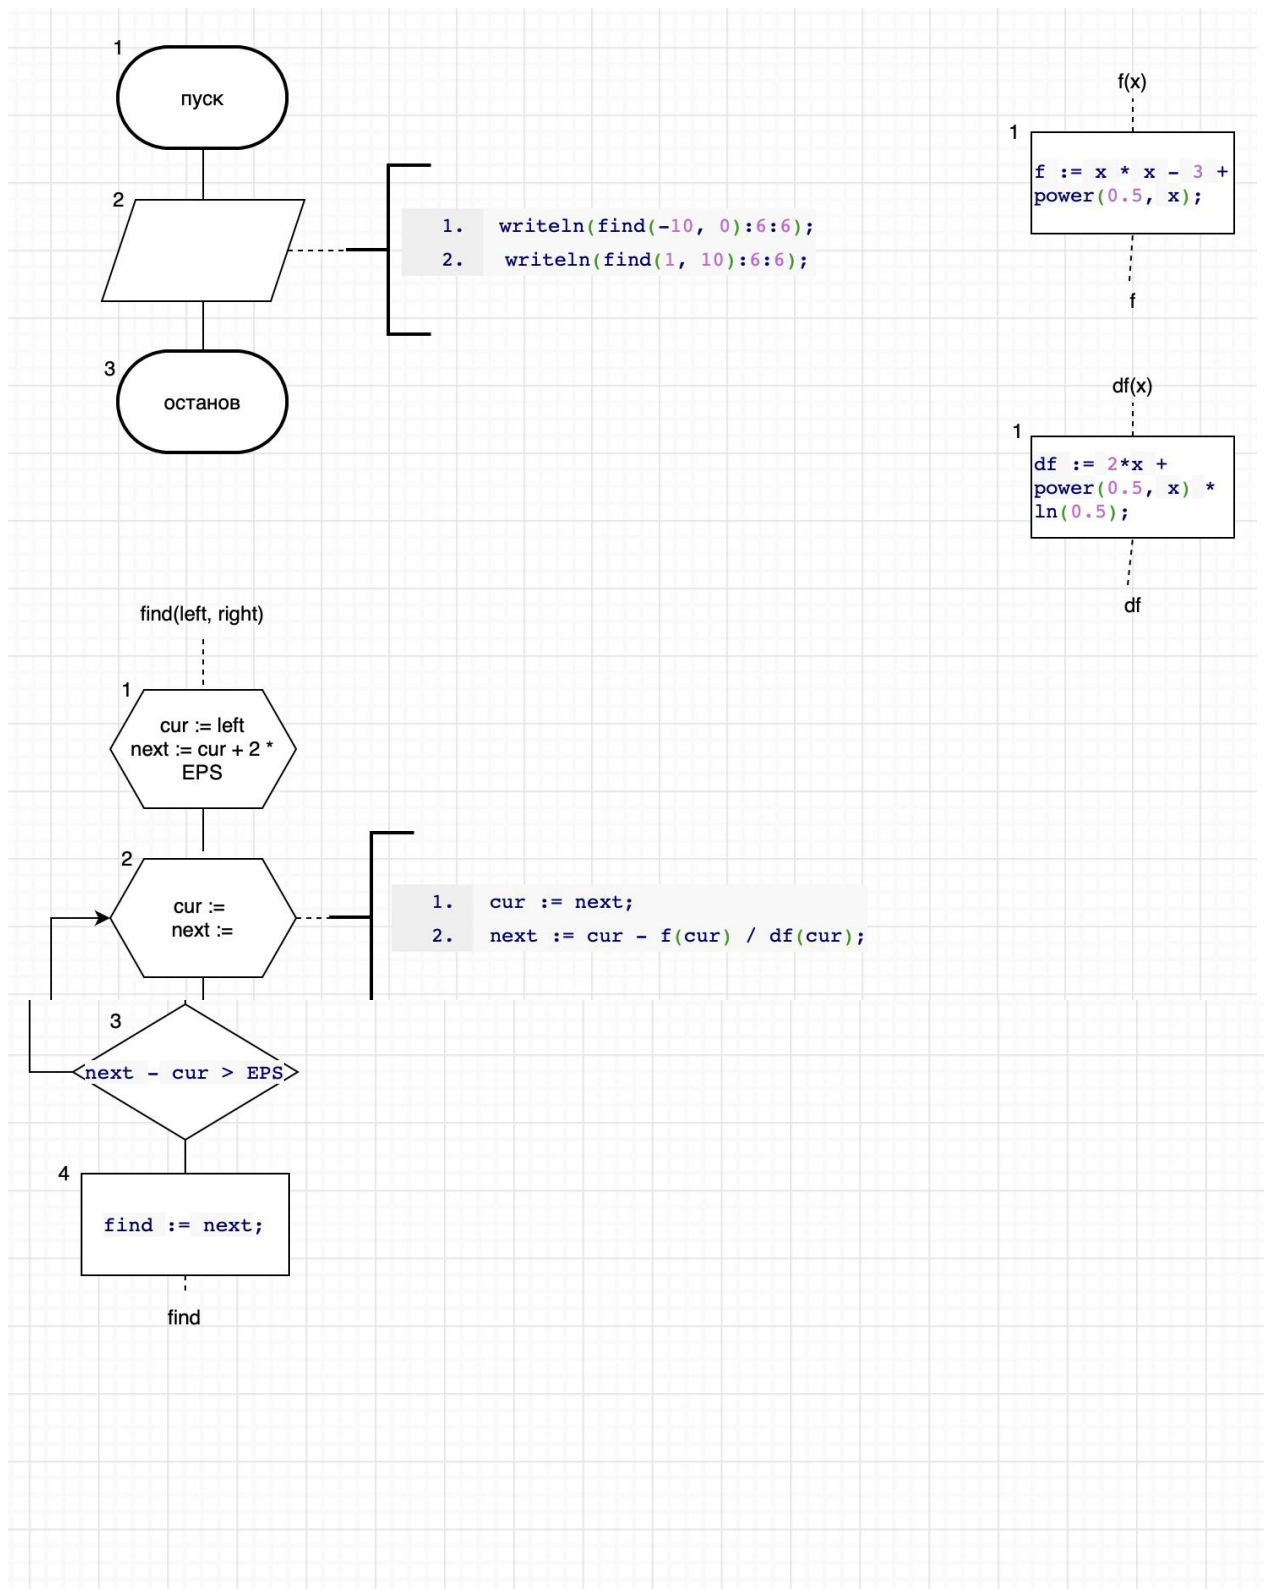 1
пуск
2
1. writeln(find(-10, 0):6:6);
2. writeln(find(1, 10):6:6);
3
останов
f(x)
1
f := x * x - 3 +
power(0.5, x);
f
df(x)
1
df := 2*x +
power(0.5, x) *
ln(0.5);
df
find(left, right)
1
cur := left
next := cur + 2 *
EPS
2
cur :=
next :=
1. cur := next;
2. next := cur - f(cur) / df(cur);
3
next - cur > EPS
4
find := next;
find